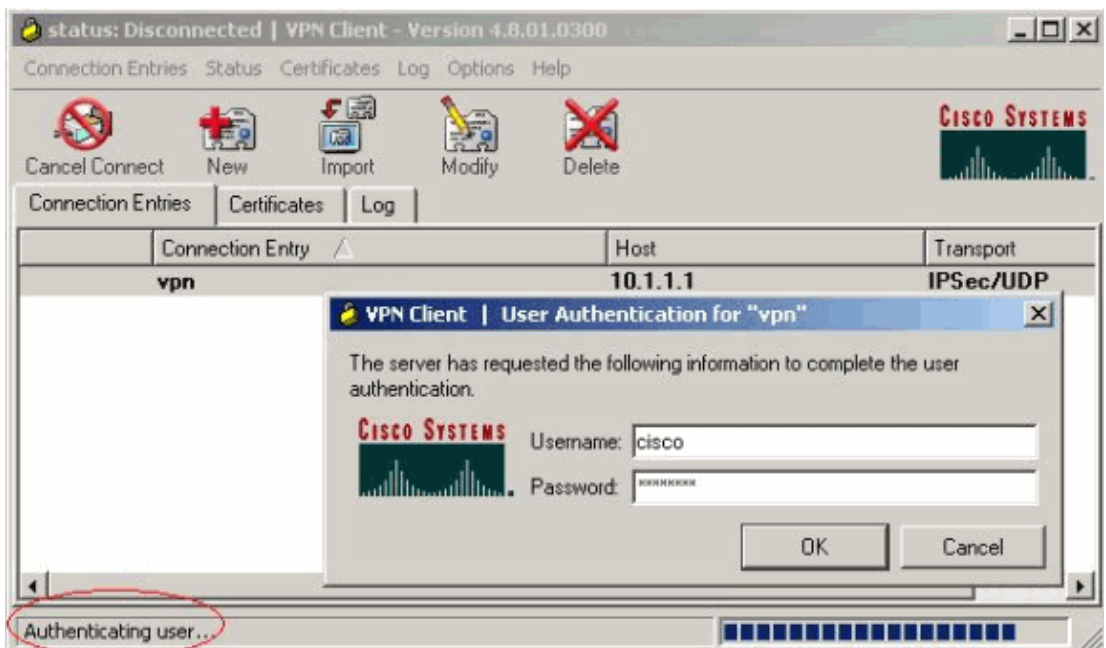 status: Disconnected | VPN Client - Version 4.8.01.0300
Connection Entries Status Certificates Log Options Help
Cancel Connect New Import Modify Delete
CISCO SYSTEMS
Connection Entries Certificates Log
Connection Entry Host Transport
vpn 10.1.1.1 IPSec/UDP
VPN Client | User Authentication for "vpn"
The server has requested the following information to complete the user
authentication.
CISCO SYSTEMS
Username: cisco
Password: ********
OK Cancel
Authenticating user...